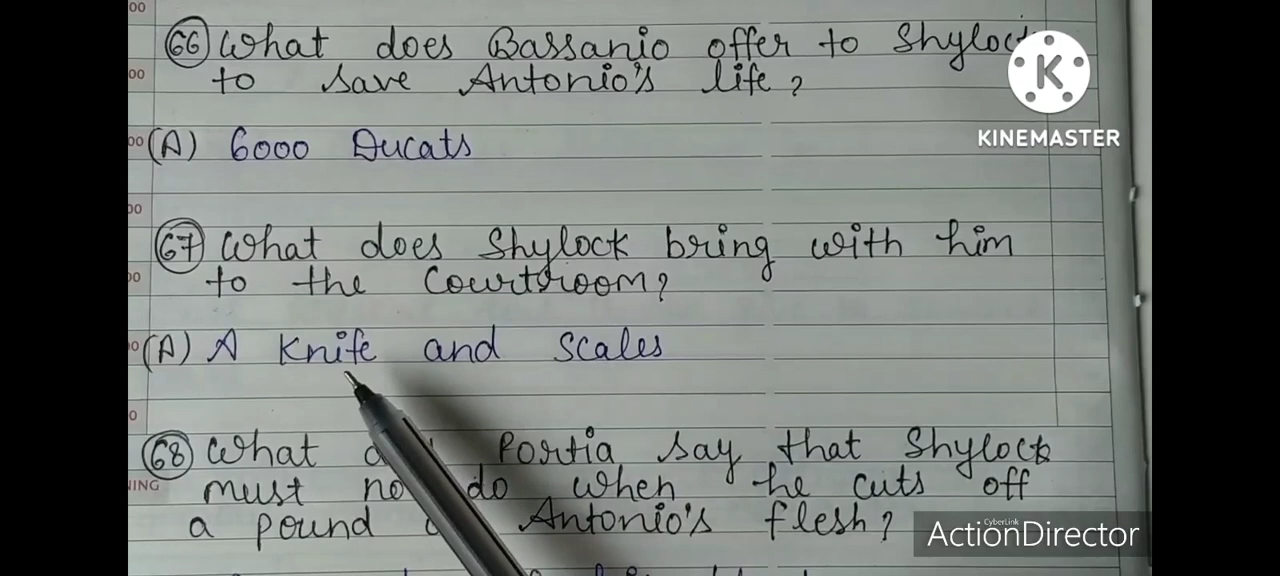 66 What does Bassanio offer to Shylock
to save Antonio's life?
KINEMASTER
(A) 6000 Ducats
67 What does Shylock bring with him
to the Courtroom?
(A) A Knife and Scales
68 What Portia say that Shylock
must do when he cuts off
a pound Antonio's flesh?
CyberLink
ActionDirector